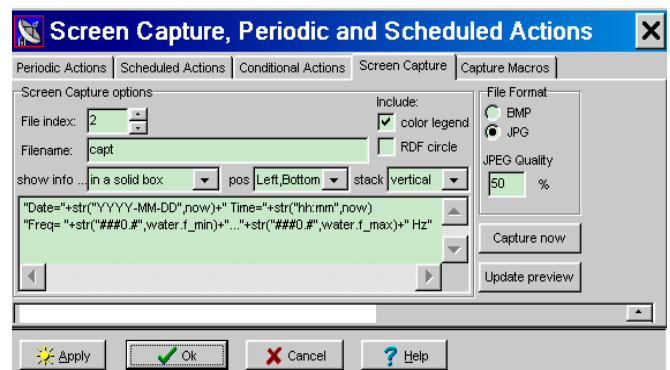 Screen Capture, Periodic and Scheduled Actions
Periodic Actions Scheduled Actions Conditional Actions Screen Capture Capture Macros
Screen Capture options
File index: 2
Filename: capt
Include:
color legend
RDF circle
show info ... in a solid box pos Left,Bottom stack vertical
"Date="+str("YYYY-MM-DD",now)+" Time="+str("hh:mm",now)
"Freq= "+str("###0.#",water.f_min)+"..."+str("###0.#",water.f_max)+" Hz"
File Format
BMP
JPG
JPEG Quality
50 %
Capture now
Update preview
Apply Ok Cancel Help